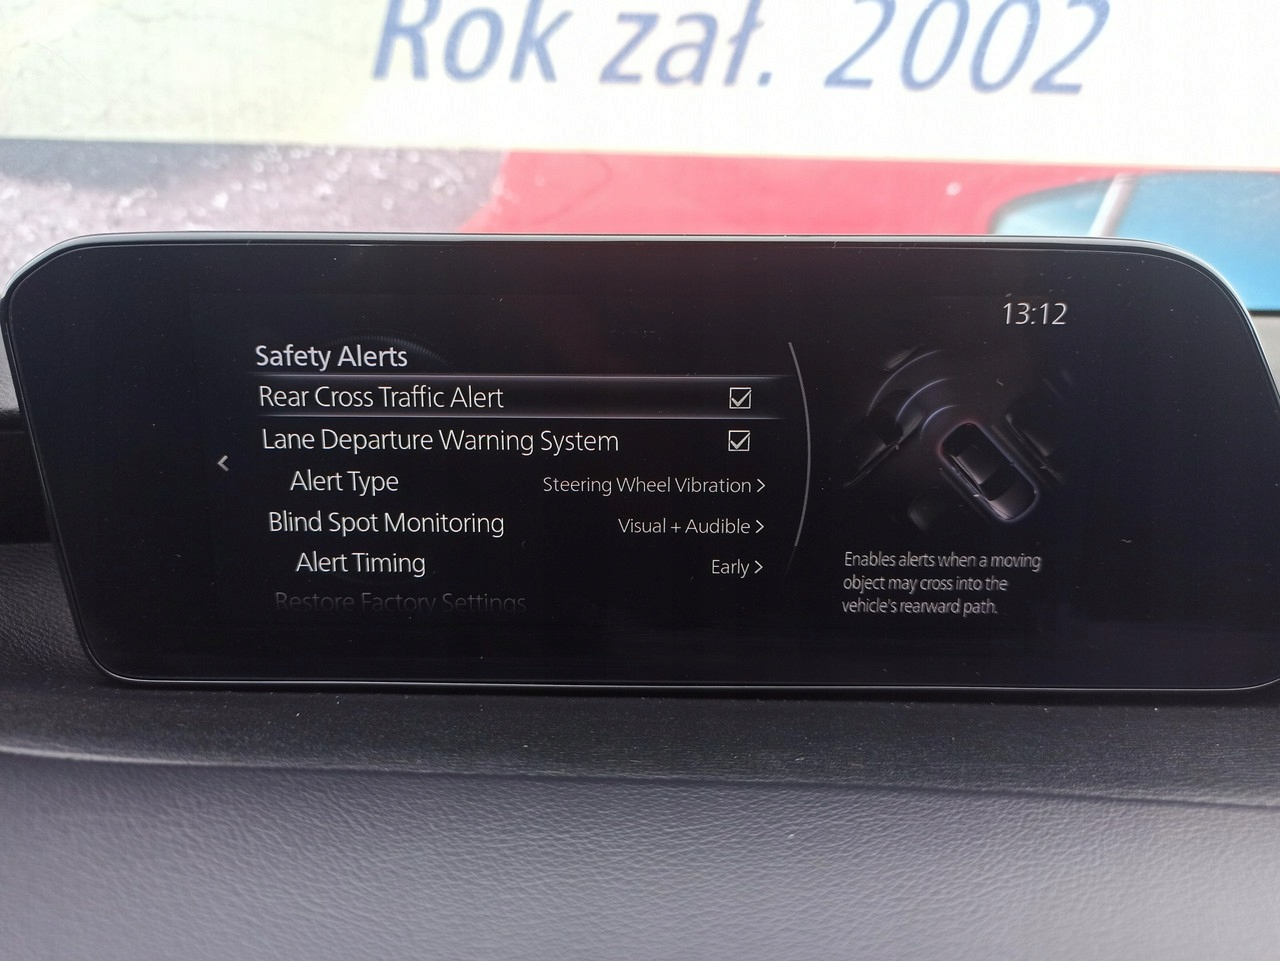 Rok zał. 2002
13:12
Safety Alerts
Rear Cross Traffic Alert
Lane Departure Warning System
Alert Type Steering Wheel Vibration >
Blind Spot Monitoring Visual + Audible >
Alert Timing Early >
Restore Factory Settings
Enables alerts when a moving
object may cross into the
vehicle's rearward path.